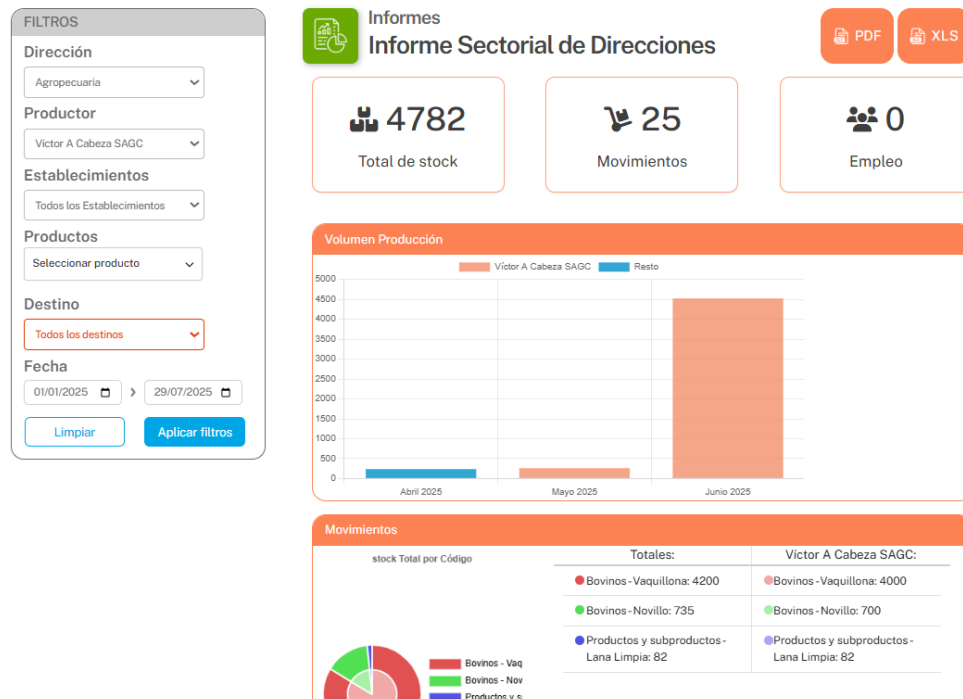 FILTROS
Dirección
Agropecuaria
Productor
Víctor A Cabeza SAGC
Establecimientos
Todos los Establecimientos
Productos
Seleccionar producto
Destino
Todos los destinos
Fecha
01/01/2025 > 29/07/2025
Limpiar Aplicar filtros
Informes
Informe Sectorial de Direcciones
PDF XLS
4782
Total de stock
25
Movimientos
0
Empleo
Volumen Producción
Víctor A Cabeza SAGC Resto
5000
4500
4000
3500
3000
2500
2000
1500
1000
500
0
Abril 2025 Mayo 2025 Junio 2025
Movimientos
stock Total por Código
Bovinos - Vaq
Bovinos - Nov
Productos y s
Totales: Víctor A Cabeza SAGC:
Bovinos - Vaquillona: 4200 Bovinos - Vaquillona: 4000
Bovinos - Novillo: 735 Bovinos - Novillo: 700
Productos y subproductos - Productos y subproductos -
Lana Limpia: 82 Lana Limpia: 82